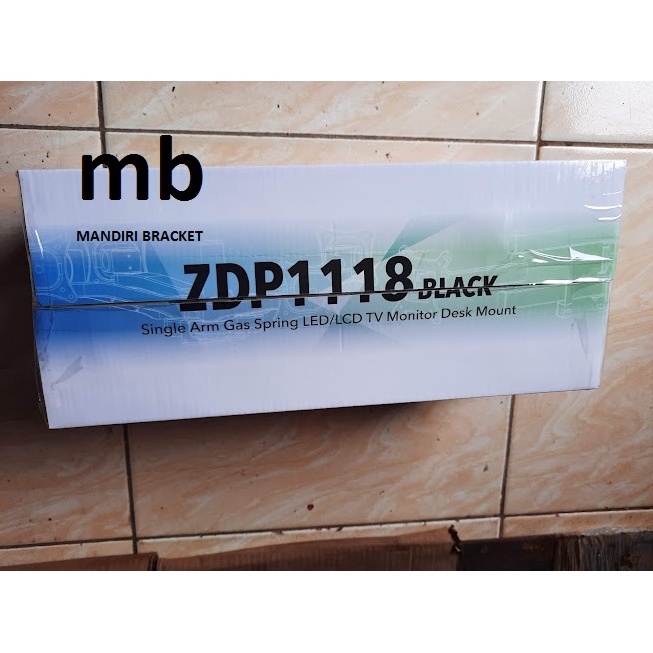 mb
MANDIRI BRACKET
ZDP1118 BLACK
Single Arm Gas Spring LED/LCD TV Monitor Desk Mount